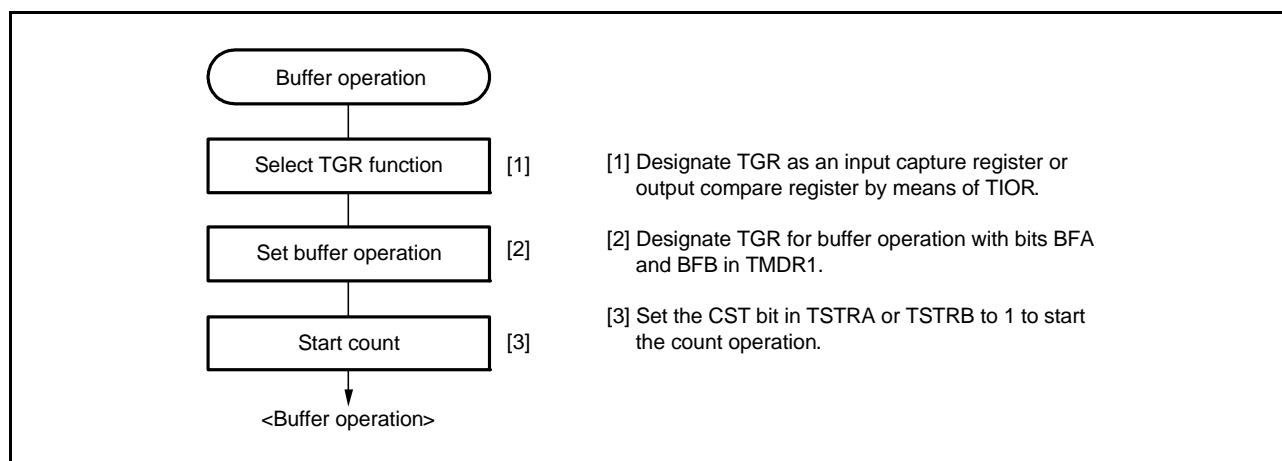 Buffer operation
Select TGR function
[1]
Set buffer operation
[2]
Start count
[3]
<Buffer operation>
[1] Designate TGR as an input capture register or
output compare register by means of TIOR.
[2] Designate TGR for buffer operation with bits BFA
and BFB in TMDR1.
[3] Set the CST bit in TSTRA or TSTRB to 1 to start
the count operation.